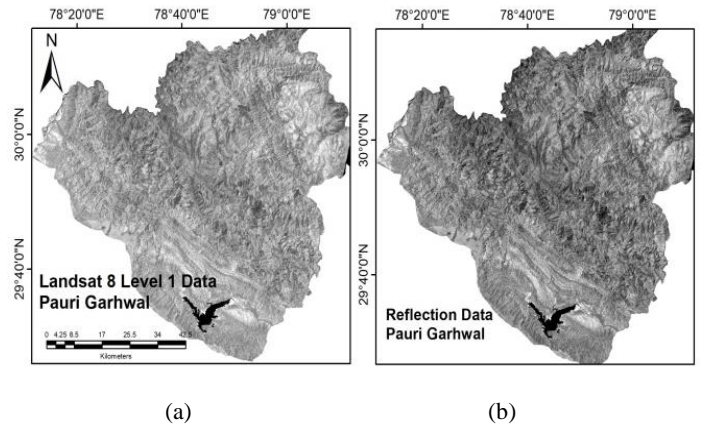 78°20'0"E 78°40'0"E 79°0'0"E
N
30°0'0"N
29°40'0"N
Landsat 8 Level 1 Data
Pauri Garhwal
0 4.25 8.5 17 25.5 34 42.5
Kilometers
(a)
78°20'0"E 78°40'0"E 79°0'0"E
30°0'0"N
29°40'0"N
Reflection Data
Pauri Garhwal
(b)